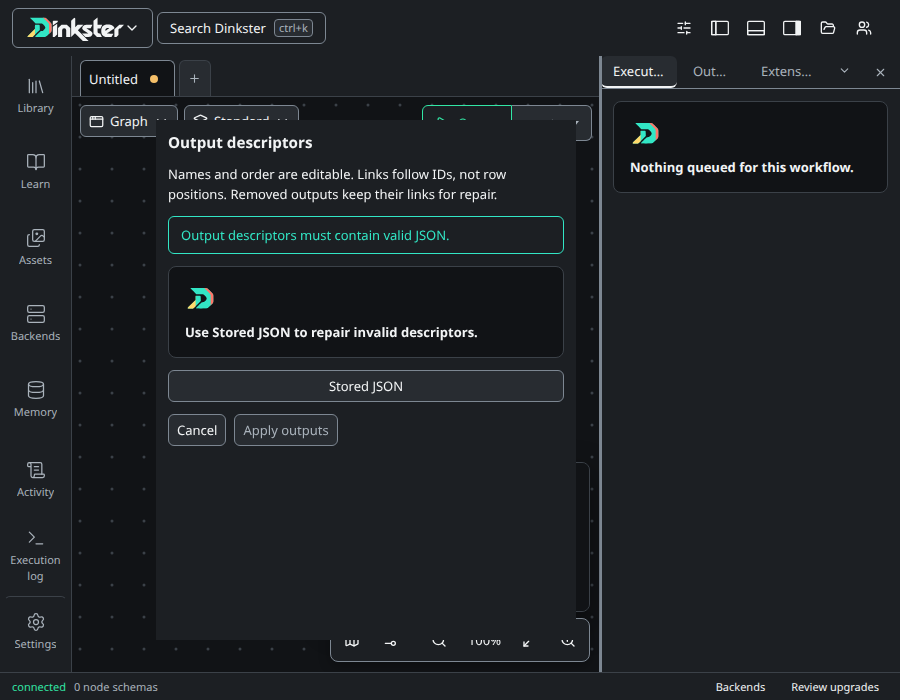 Dinkster
Search Dinkster ctrl+k
Untitled
+
Execut...
Out...
Extens...
Library
Learn
Assets
Backends
Memory
Activity
Execution
log
Settings
Graph
Standard
Output descriptors
Names and order are editable. Links follow IDs, not row
positions. Removed outputs keep their links for repair.
Output descriptors must contain valid JSON.
Use Stored JSON to repair invalid descriptors.
Stored JSON
Cancel
Apply outputs
100%
Nothing queued for this workflow.
connected
0 node schemas
Backends
Review upgrades